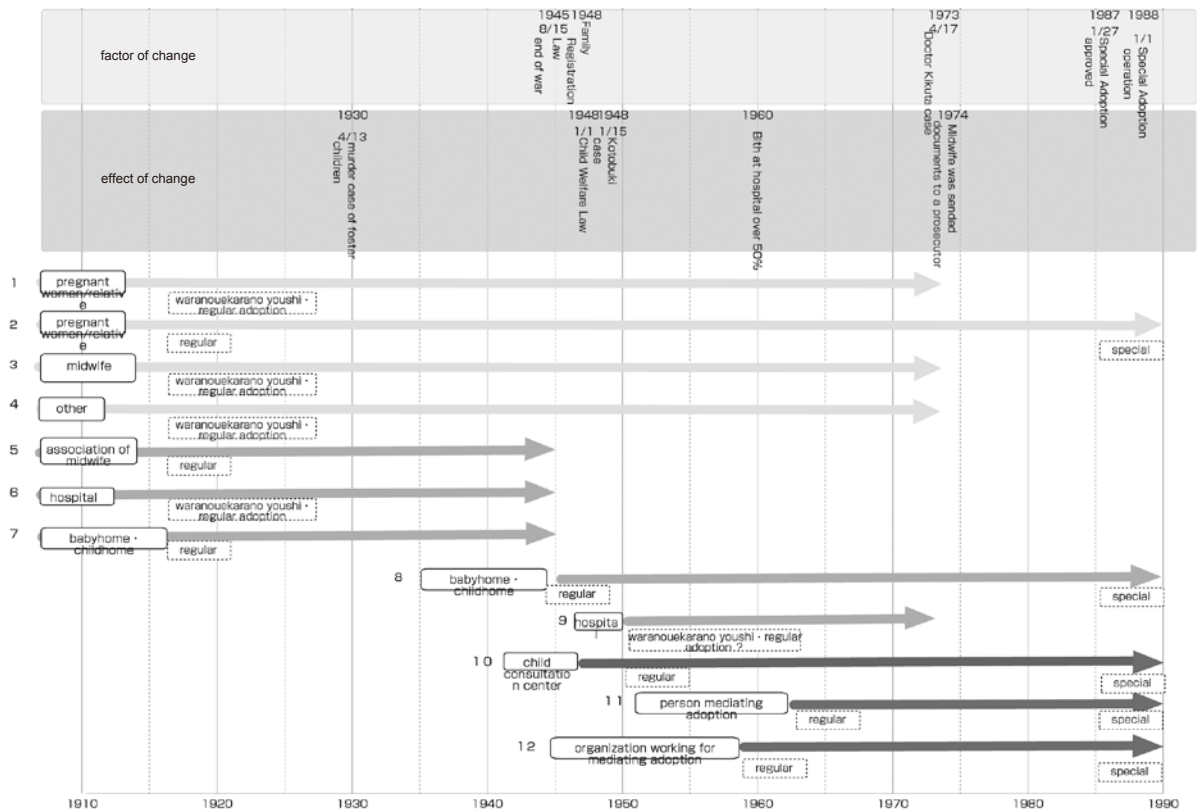 factor of change
1945
8/15
end of war
1948
Family
Registration
Law
1973
4/17
Doctor Kikuta case
1987
1/27
Special Adoption
approved
1988
1/1
Special Adoption
operation
effect of change
1930
4/13
murder case of foster
children
1948
1/1
Child Welfare Law
1948
1/15
Kotobuki
case
1960
Bith at hospital over 50%
1974
Midwife was sended
documents to a prosecutor
1
pregnant
women/relativ
e
waranouekarano youshi・
regular adoption
2
pregnant
women/relativ
e
regular
special
3
midwife
waranouekarano youshi・
regular adoption
4
other
waranouekarano youshi・
regular adoption
5
association of
midwife
regular
6
hospital
waranouekarano youshi・
regular adoption
7
babyhome・
childhome
regular
8
babyhome・
childhome
regular
special
9
hospita
l
waranouekarano youshi・regular
adoption ?
10
child
consultatio
n center
regular
special
11
person mediating
adoption
regular
special
12
organization working for
mediating adoption
regular
special
1910
1920
1930
1940
1950
1960
1970
1980
1990